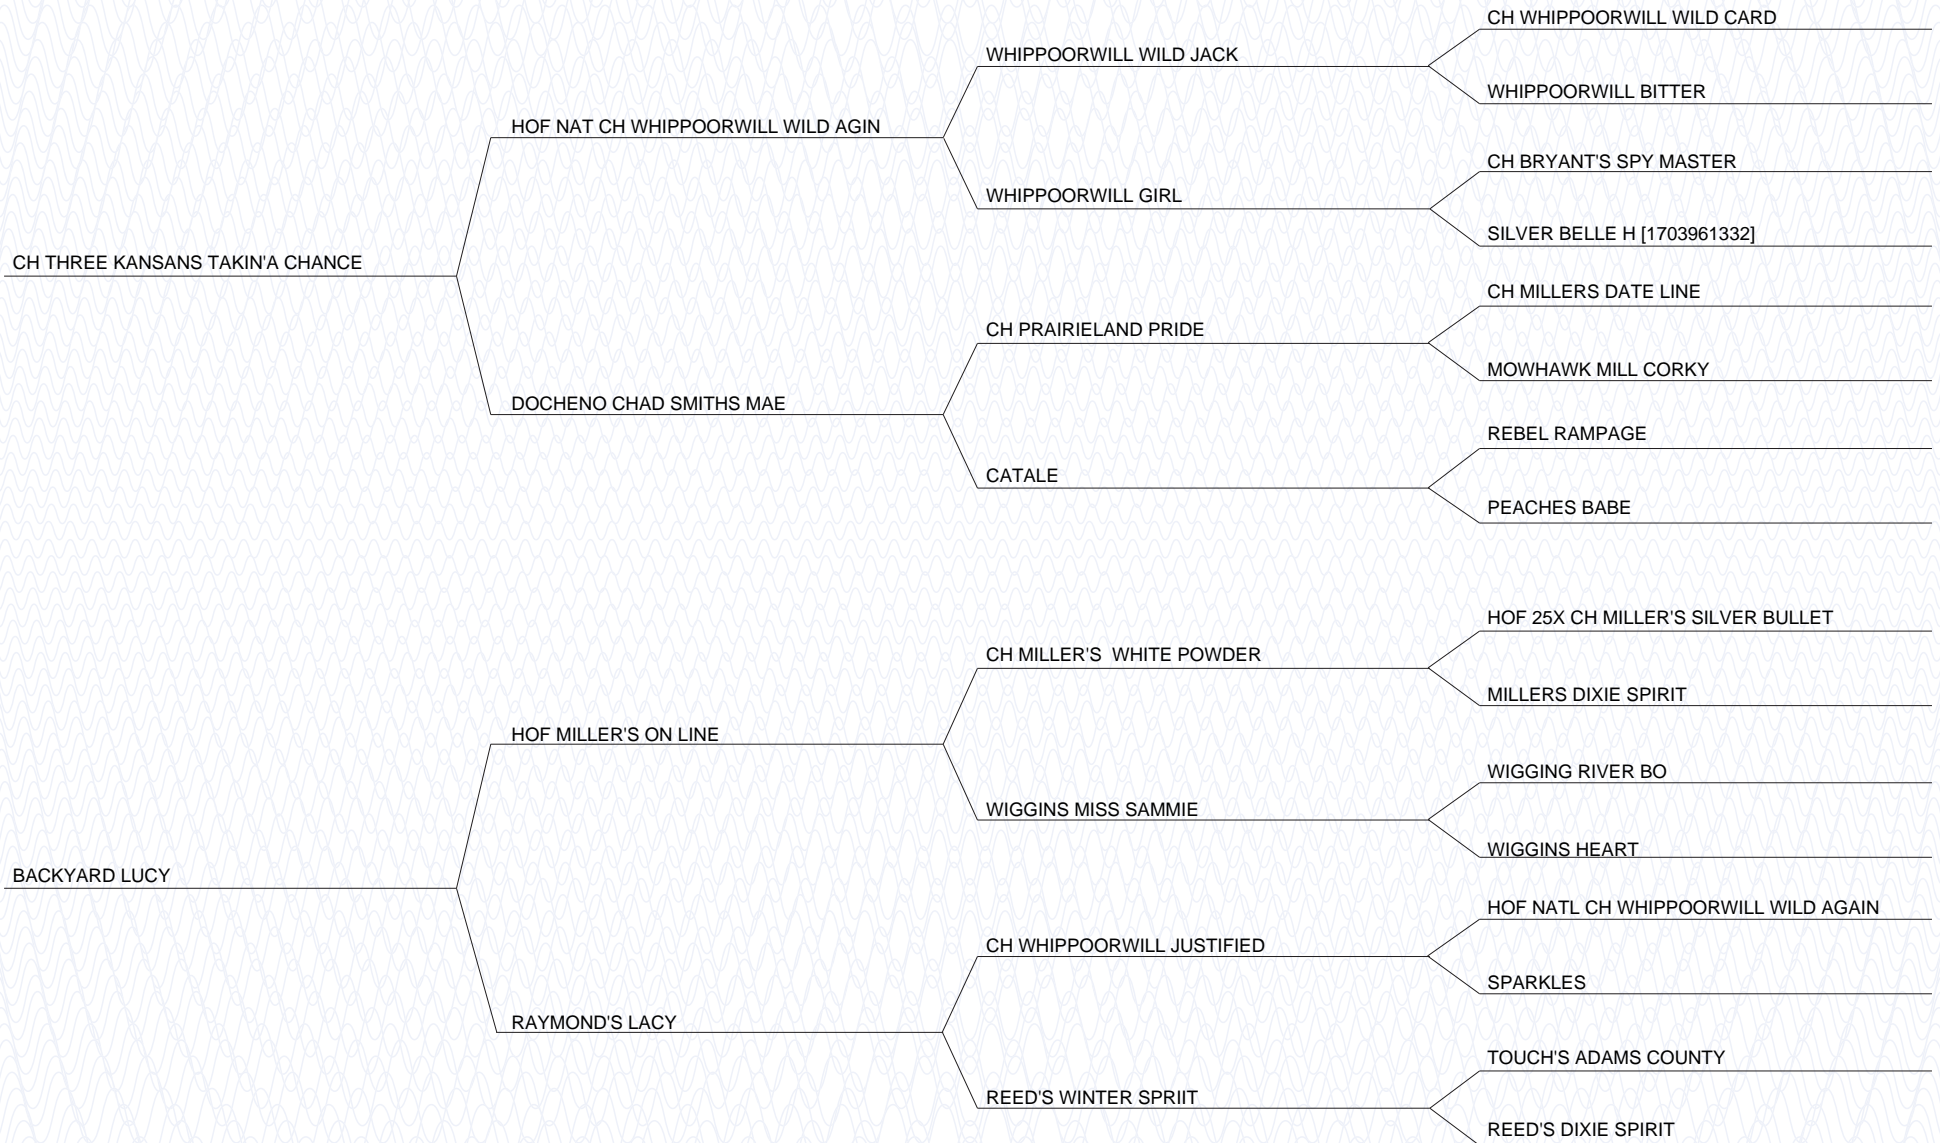 CH WHIPPOORWILL WILD CARD
WHIPPOORWILL WILD JACK
WHIPPOORWILL BITTER
HOF NAT CH WHIPPOORWILL WILD AGIN
CH BRYANT'S SPY MASTER
WHIPPOORWILL GIRL
SILVER BELLE H [1703961332]
CH THREE KANSANS TAKIN'A CHANCE
CH MILLERS DATE LINE
CH PRAIRIELAND PRIDE
MOWHAWK MILL CORKY
DOCHENO CHAD SMITHS MAE
REBEL RAMPAGE
CATALE
PEACHES BABE
HOF 25X CH MILLER'S SILVER BULLET
CH MILLER'S  WHITE POWDER
MILLERS DIXIE SPIRIT
HOF MILLER'S ON LINE
WIGGING RIVER BO
WIGGINS MISS SAMMIE
WIGGINS HEART
BACKYARD LUCY
HOF NATL CH WHIPPOORWILL WILD AGAIN
CH WHIPPOORWILL JUSTIFIED
SPARKLES
RAYMOND'S LACY
TOUCH'S ADAMS COUNTY
REED'S WINTER SPRIIT
REED'S DIXIE SPIRIT